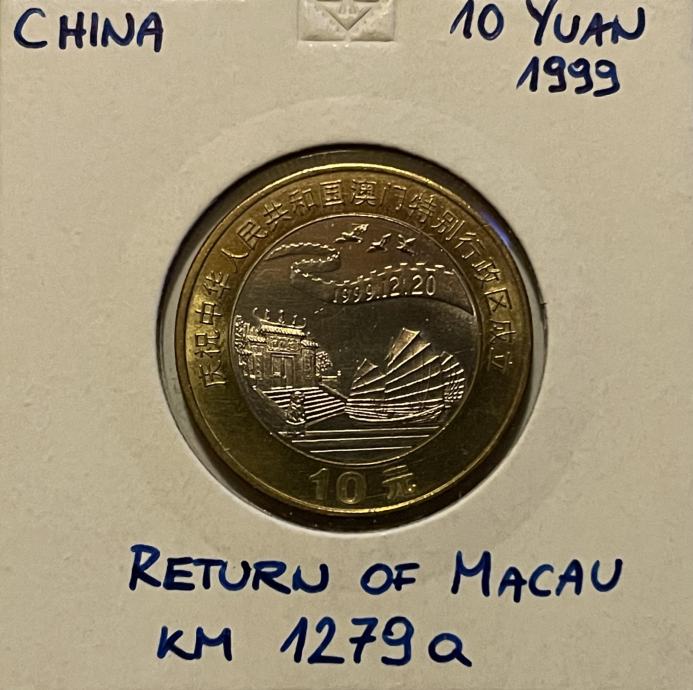 CHINA
10 YUAN
1999
庆祝中华人民共和国澳门特别行政区成立
1999.12.20
10元
RETURN OF MACAU
KM 1279a